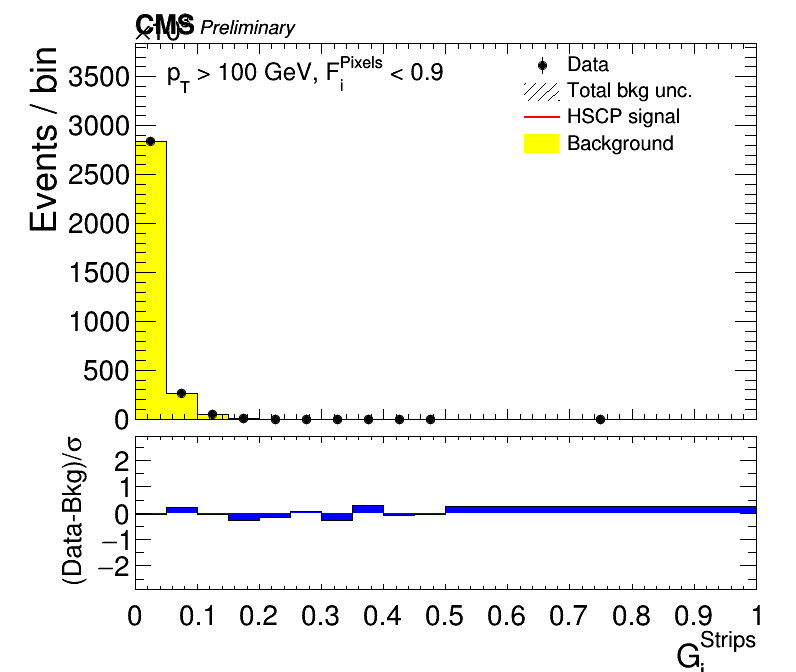 CMS Preliminary
×10³
Events / bin
3500
3000
2500
2000
1500
1000
500
0
p_T > 100 GeV, F_i^Pixels < 0.9
Data
Total bkg unc.
HSCP signal
Background
(Data-Bkg)/σ
2
1
0
−1
−2
0 0.1 0.2 0.3 0.4 0.5 0.6 0.7 0.8 0.9 1
G_i^Strips